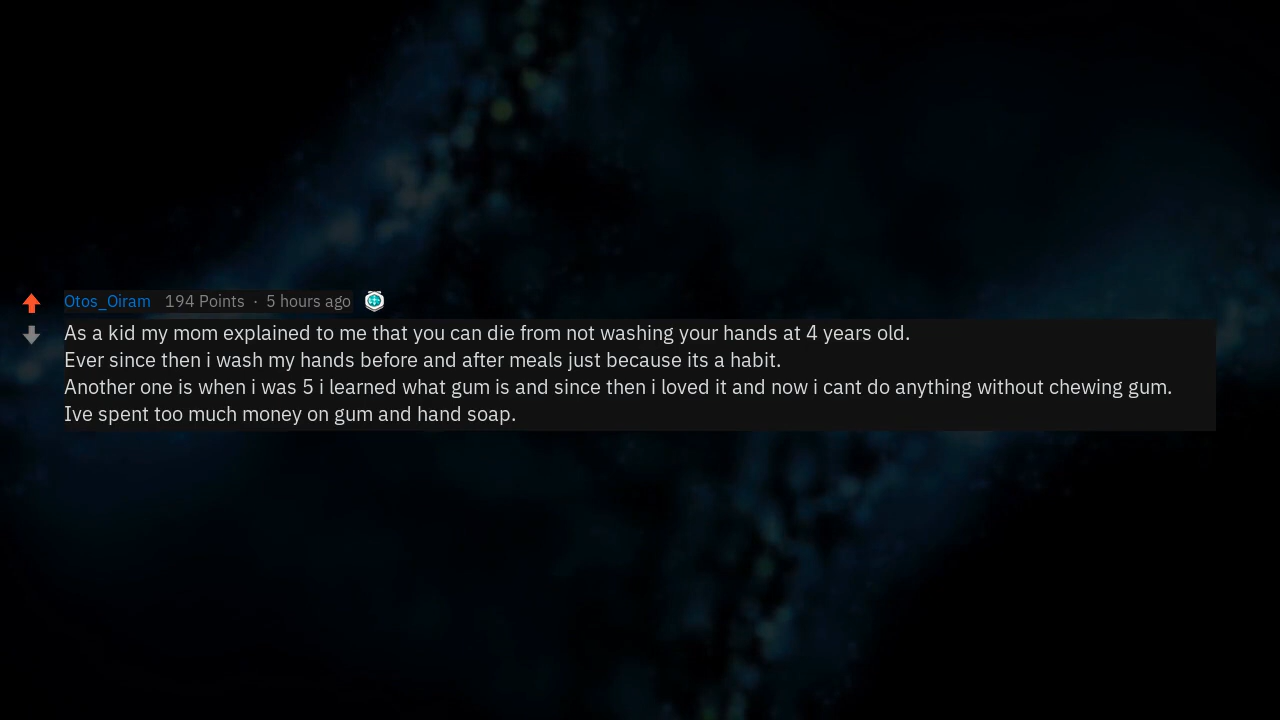 Otos_Oiram 194 Points · 5 hours ago
As a kid my mom explained to me that you can die from not washing your hands at 4 years old.
Ever since then i wash my hands before and after meals just because its a habit.
Another one is when i was 5 i learned what gum is and since then i loved it and now i cant do anything without chewing gum.
Ive spent too much money on gum and hand soap.